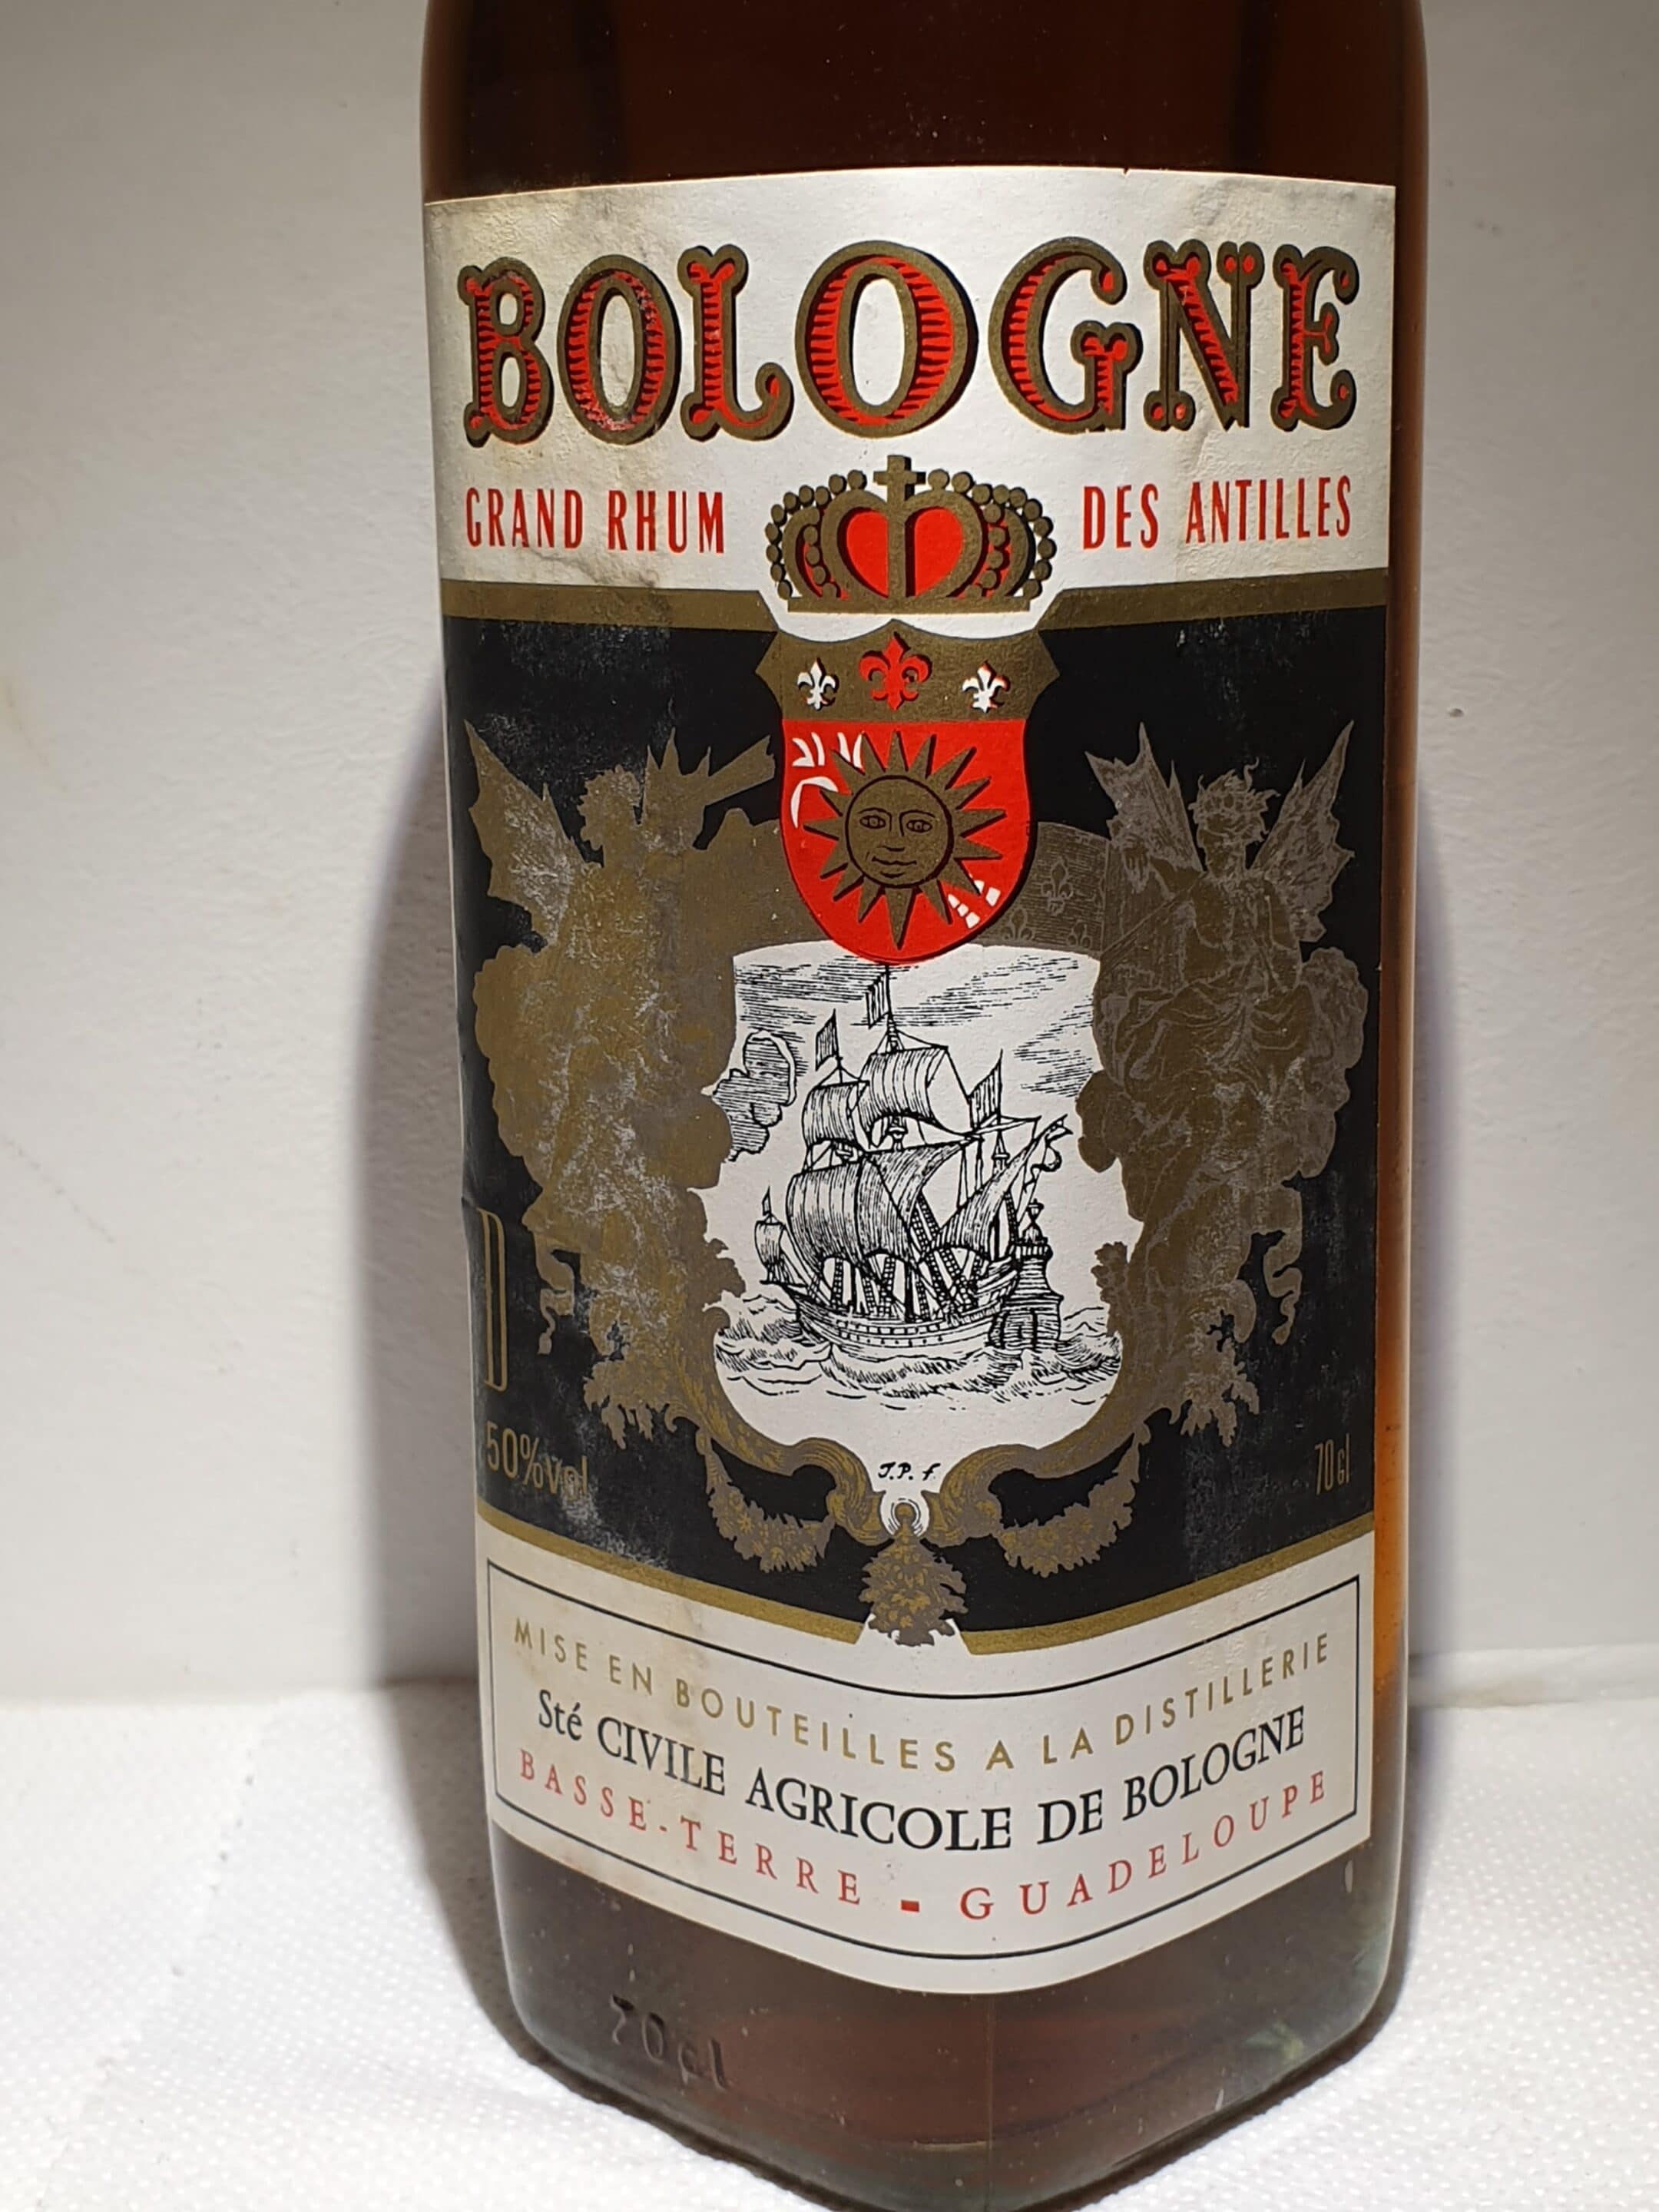 BOLOGNE
GRAND RHUM DES ANTILLES
D
50%vol
70cl
J.P. f.
MISE EN BOUTEILLES A LA DISTILLERIE
Sté CIVILE AGRICOLE DE BOLOGNE
BASSE-TERRE - GUADELOUPE
70cl